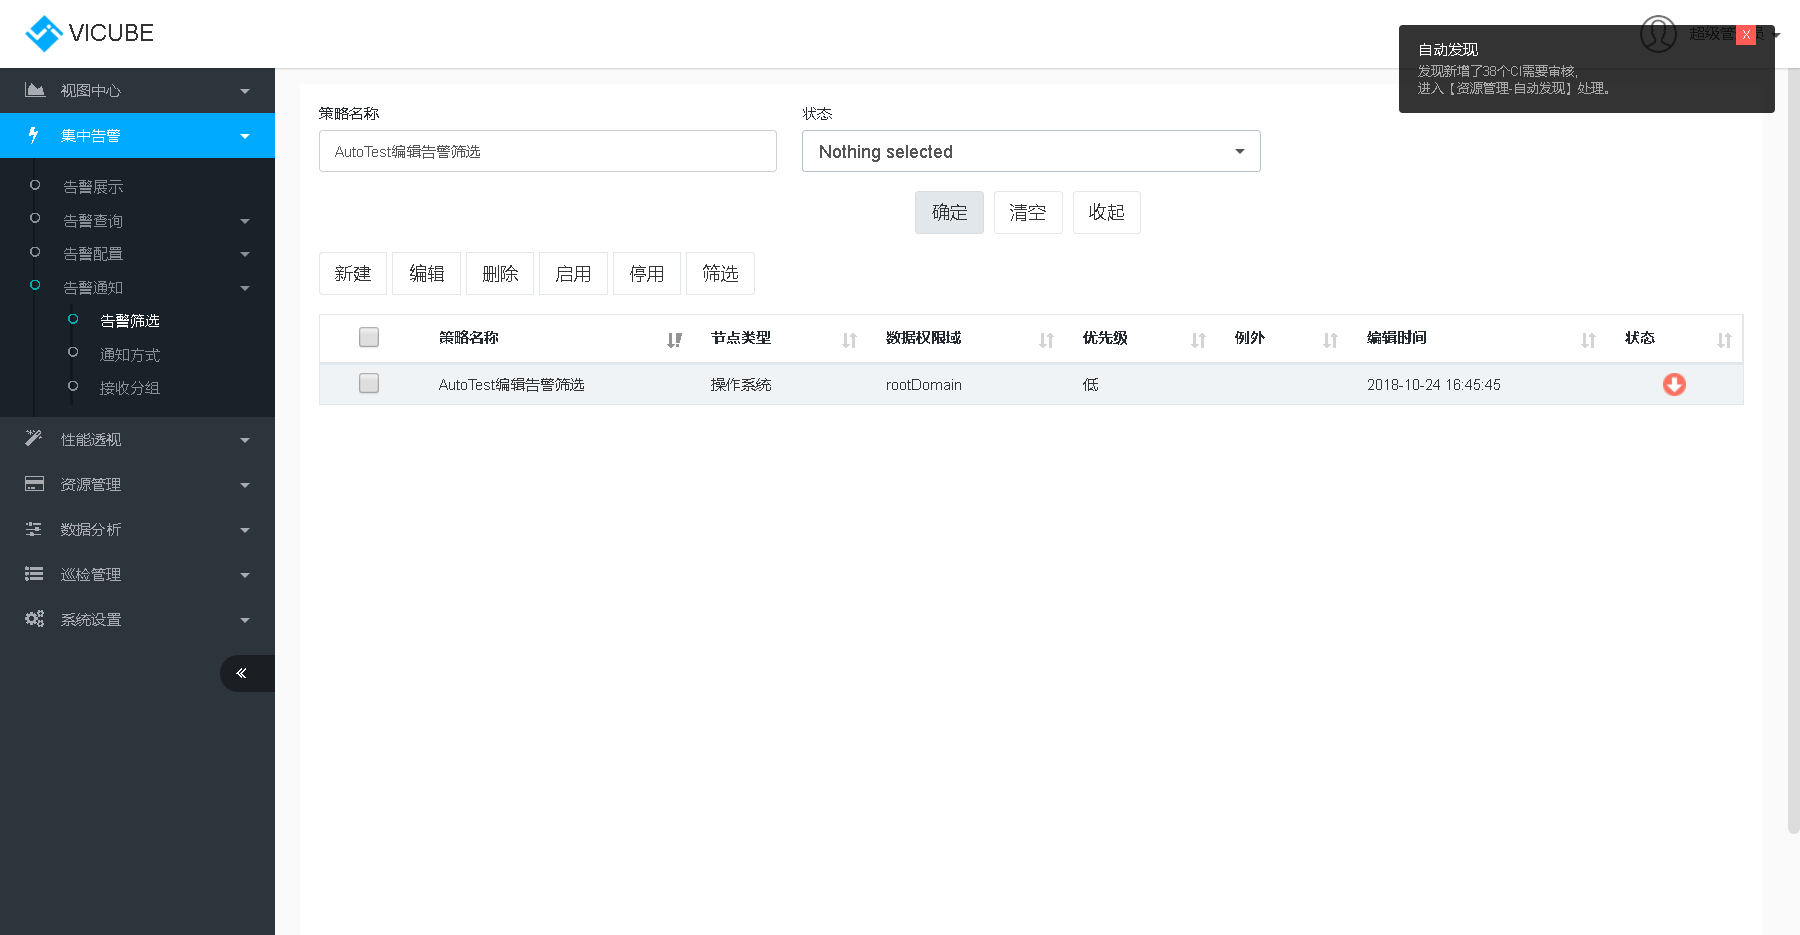 VICUBE
超级管
员
X
自动发现
发现新增了38个CI需要审核,
进入【资源管理-自动发现】处理。
视图中心
集中告警
告警展示
告警查询
告警配置
告警通知
告警筛选
通知方式
接收分组
性能透视
资源管理
数据分析
巡检管理
系统设置
策略名称
状态
AutoTest编辑告警筛选
Nothing selected
确定 清空 收起
新建 编辑 删除 启用 停用 筛选
策略名称 节点类型 数据权限域 优先级 例外 编辑时间 状态
AutoTest编辑告警筛选 操作系统 rootDomain 低 2018-10-24 16:45:45